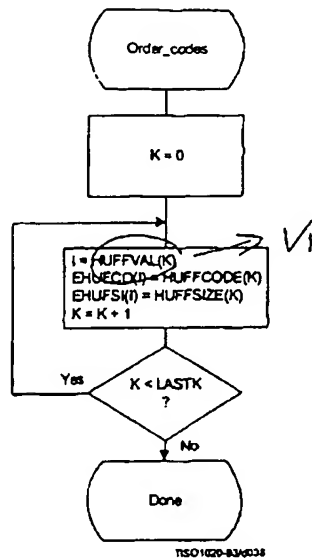 Order_codes
K = 0
I = HUFFVAL(K)
EHUFCO(I) = HUFFCODE(K)
EHUFSI(I) = HUFFSIZE(K)
K = K + 1
Yes
K < LASTK
?
No
Done
TISO1020-93/d038